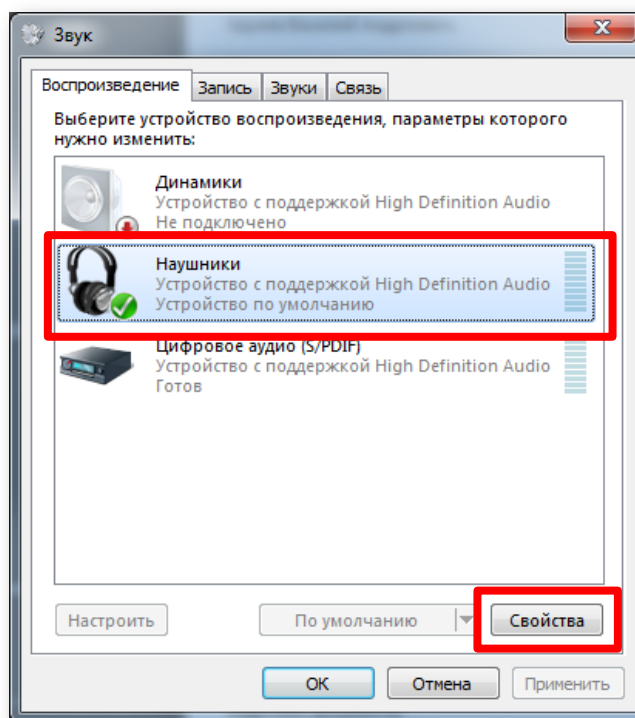 Звук
Воспроизведение Запись Звуки Связь
Выберите устройство воспроизведения, параметры которого
нужно изменить:
Динамики
Устройство с поддержкой High Definition Audio
Не подключено
Наушники
Устройство с поддержкой High Definition Audio
Устройство по умолчанию
Цифровое аудио (S/PDIF)
Устройство с поддержкой High Definition Audio
Готов
Настроить По умолчанию Свойства
ОК Отмена Применить